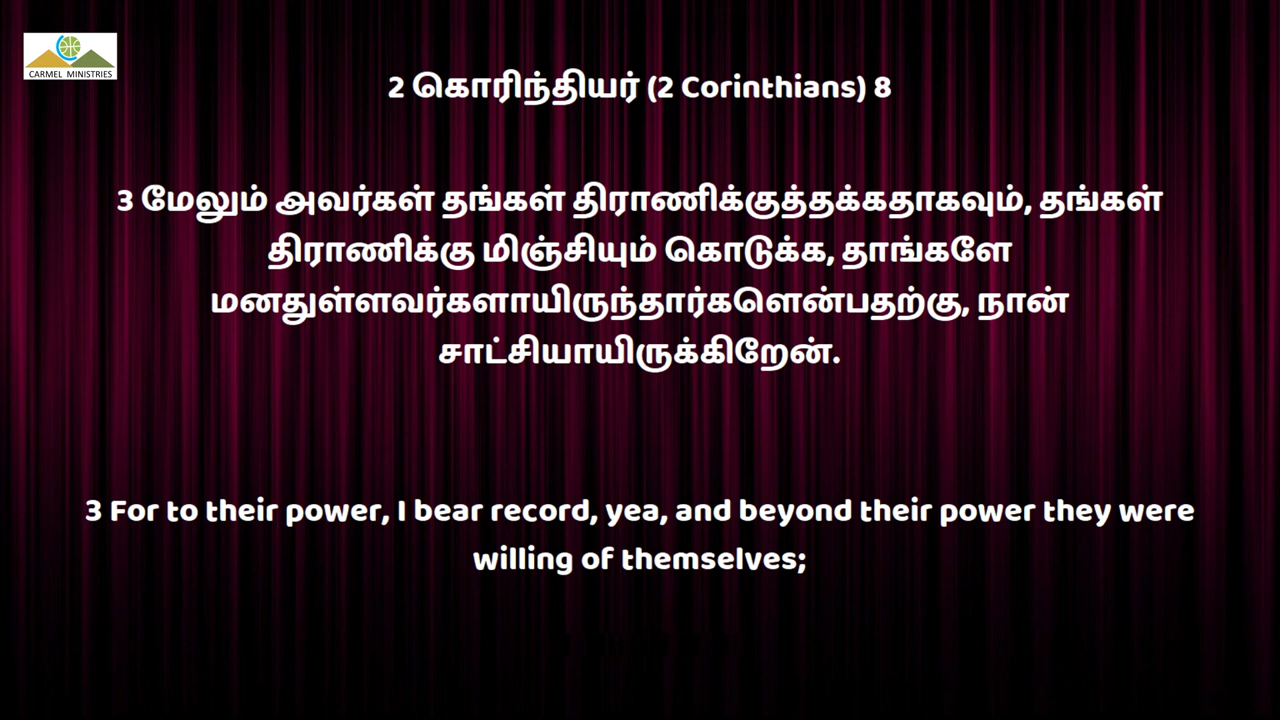 CARMEL MINISTRIES
2 கொரிந்தியர் (2 Corinthians) 8
3 மேலும் அவர்கள் தங்கள் திராணிக்குத்தக்கதாகவும், தங்கள்
திராணிக்கு மிஞ்சியும் கொடுக்க, தாங்களே
மனதுள்ளவர்களாயிருந்தார்களென்பதற்கு, நான்
சாட்சியாயிருக்கிறேன்.
3 For to their power, I bear record, yea, and beyond their power they were
willing of themselves;